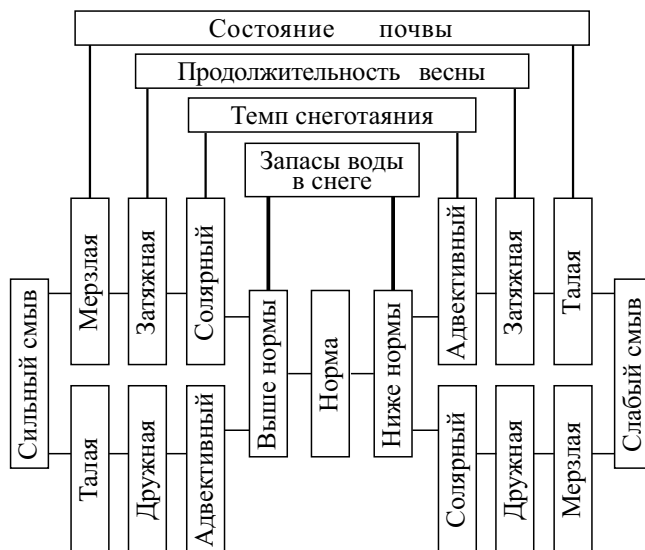 Состояние почвы
Продолжительность весны
Темп снеготаяния
Запасы воды
в снеге
Сильный смыв
Мерзлая
Затяжная
Солярный
Выше нормы
Норма
Ниже нормы
Адвективный
Затяжная
Талая
Слабый смыв
Талая
Дружная
Адвективный
Солярный
Дружная
Мерзлая